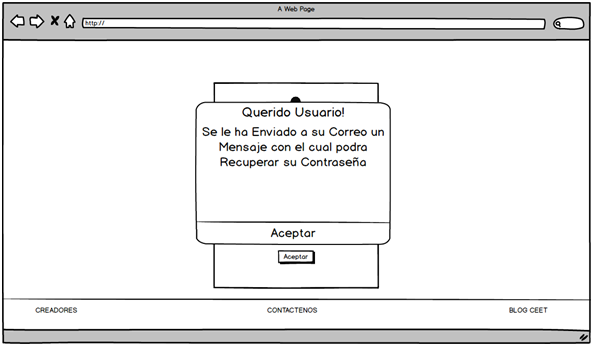 A Web Page
http://
Querido Usuario!
Se le ha Enviado a su Correo un
Mensaje con el cual podra
Recuperar su Contraseña
Aceptar
Aceptar
CREADORES CONTACTENOS BLOG CEET